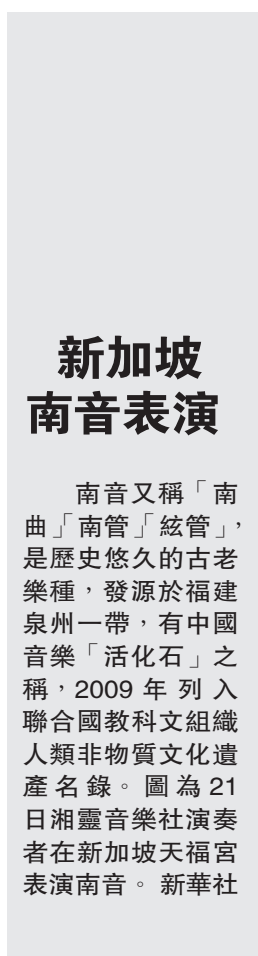 新加坡
南音表演
南音又稱「南
曲」「南管」「絃管」，
是歷史悠久的古老
樂種，發源於福建
泉州一帶，有中國
音樂「活化石」之
稱，2009 年列入
聯合國教科文組織
人類非物質文化遺
產名錄。圖為 21
日湘靈音樂社演奏
者在新加坡天福宮
表演南音。 新華社